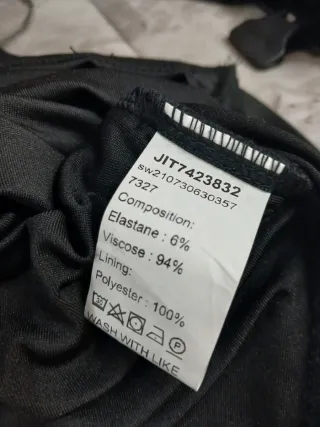 JIT7423832
sw210730630357
7327
Composition:
Elastane : 6%
Viscose : 94%
Lining:
Polyester : 100%
WASH WITH LIKE